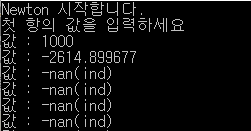 Newton 시작합니다.
첫 항의 값을 입력하세요
값 : 1000
값 : -2614.899677
값 : -nan(ind)
값 : -nan(ind)
값 : -nan(ind)
값 : -nan(ind)